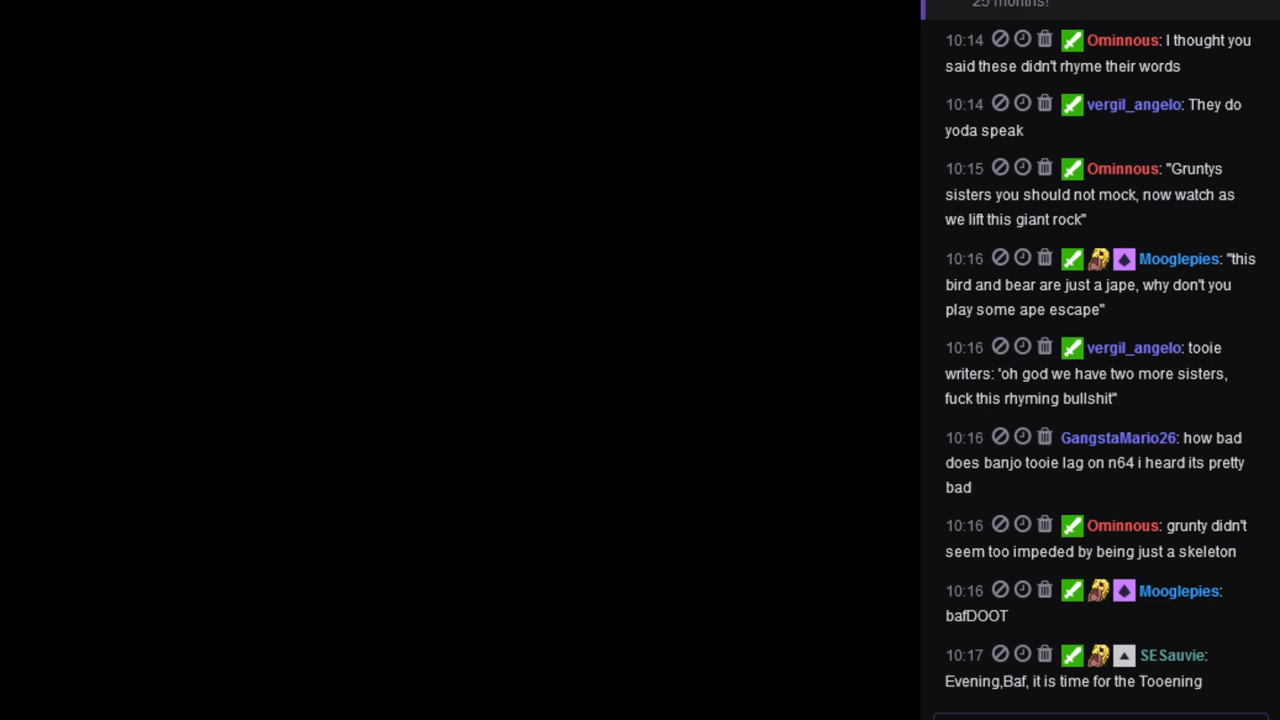 25 months!
10:14 Ominnous: I thought you
said these didn't rhyme their words
10:14 vergil_angelo: They do
yoda speak
10:15 Ominnous: "Gruntys
sisters you should not mock, now watch as
we lift this giant rock"
10:16 Mooglepies: "this
bird and bear are just a jape, why don't you
play some ape escape"
10:16 vergil_angelo: tooie
writers: 'oh god we have two more sisters,
fuck this rhyming bullshit"
10:16 GangstaMario26: how bad
does banjo tooie lag on n64 i heard its pretty
bad
10:16 Ominnous: grunty didn't
seem too impeded by being just a skeleton
10:16 Mooglepies:
bafDOOT
10:17 SESauvie:
Evening,Baf, it is time for the Tooening